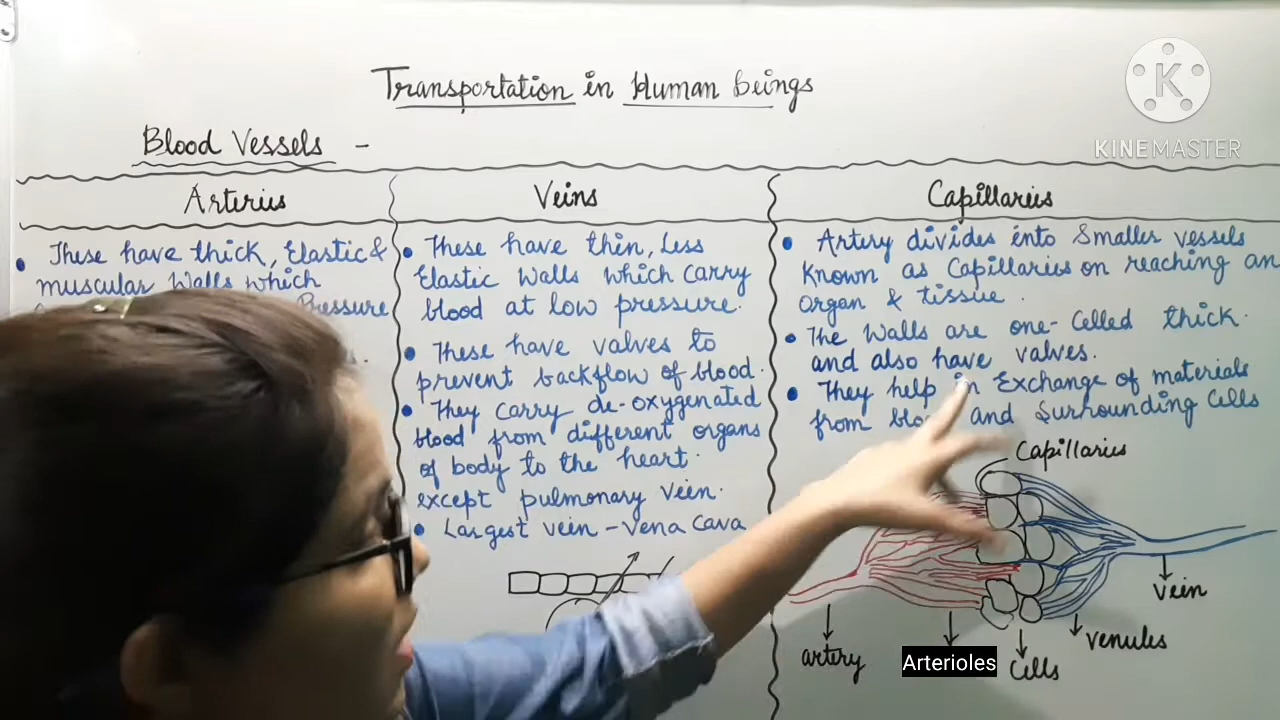 Transportation in Human beings
KINEMASTER
Blood Vessels -
Arteries
These have thick, Elastic &
muscular Walls which
Pressure
Veins
These have thin, Less
Elastic Walls which carry
blood at low pressure.
These have valves to
prevent backflow of blood.
They carry de-oxygenated
blood from different organs
of body to the heart.
except pulmonary vein.
Largest vein - Vena Cava
Capillaries
Artery divides into Smaller vessels
Known as Capillaries on reaching an
Organ & tissue.
The Walls are one-Celled thick.
and also have valves.
They help in Exchange of materials
from and Surrounding Cells
Capillaries
vein
venules
artery
Arterioles
Cells